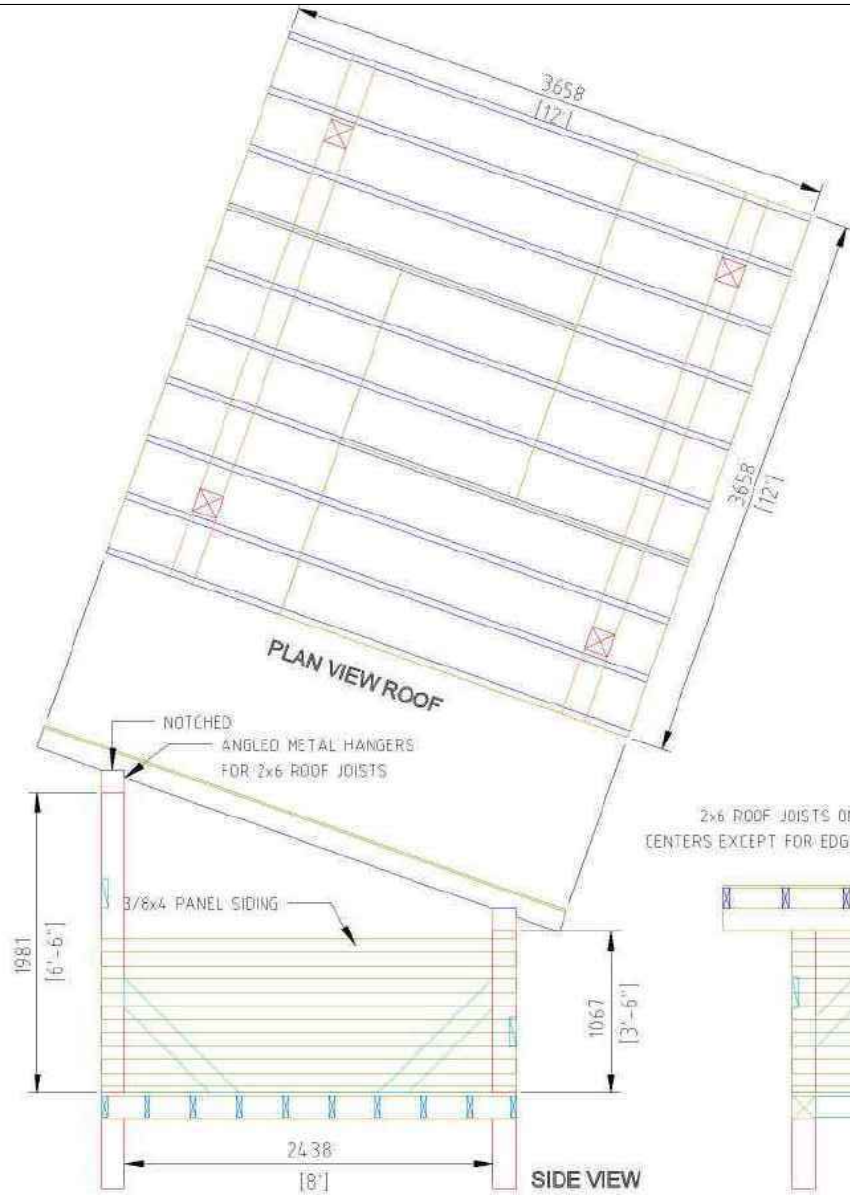 3658
[12']
3658
[12']
PLAN VIEW ROOF
NOTCHED
ANGLED METAL HANGERS
FOR 2x6 ROOF JOISTS
2x6 ROOF JOISTS
CENTERS EXCEPT FOR
3/8x4 PANEL SIDING
1981
[6'-6"]
1067
[3'-6"]
2438
[8']
SIDE VIEW